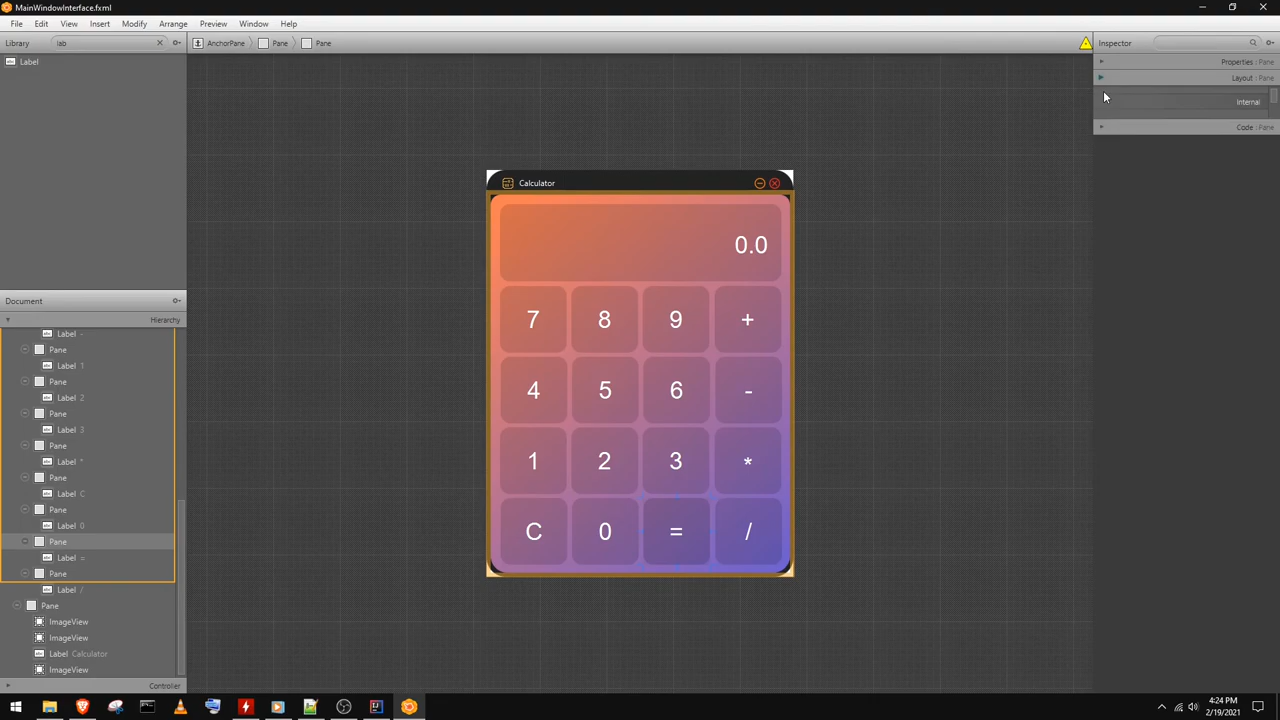 MainWindowInterface.fxml
File Edit View Insert Modify Arrange Preview Window Help
Library lab
AnchorPane Pane Pane
Inspector
Label
Properties : Pane
Layout : Pane
Internal
Code : Pane
Calculator
0.0
7 8 9 +
4 5 6 -
1 2 3 *
C 0 = /
Document
Hierarchy
Label -
Pane
Label 1
Pane
Label 2
Pane
Label 3
Pane
Label *
Pane
Label C
Pane
Label 0
Pane
Label =
Pane
Label /
Pane
ImageView
ImageView
Label Calculator
ImageView
Controller
4:24 PM
2/19/2021